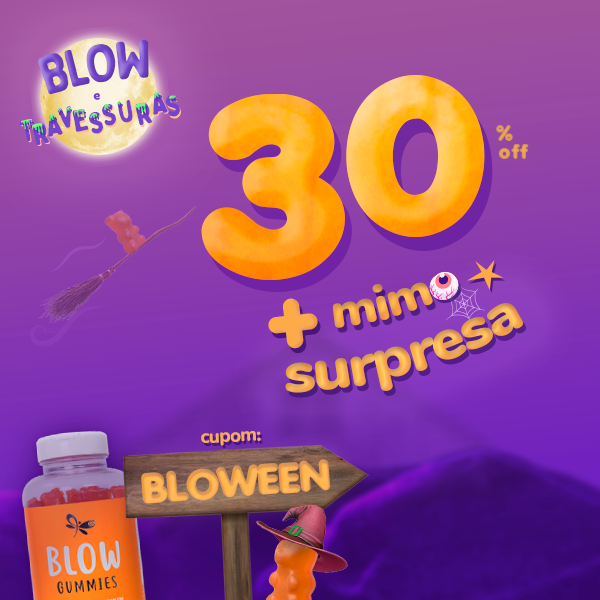 BLOW
e
TRAVESSURAS
30
%
off
+ mimo
surpresa
cupom:
BLOWEEN
BLOW
GUMMIES